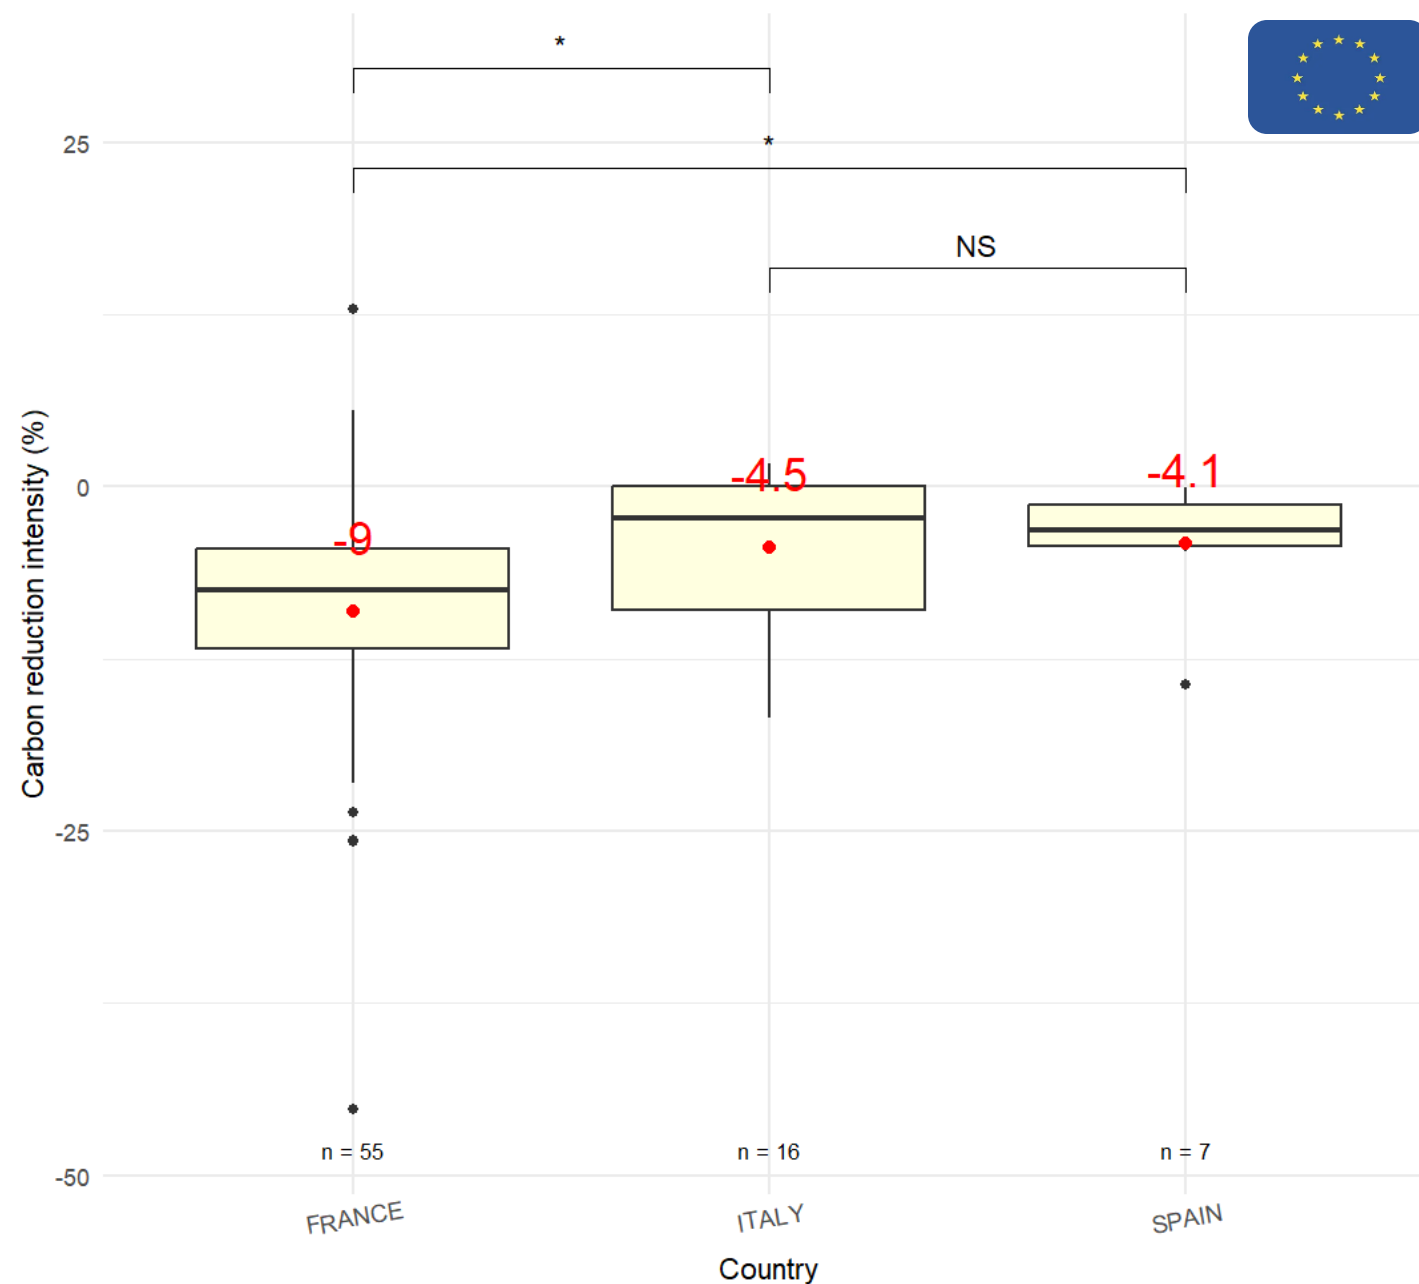 *
25
*
NS
Carbon reduction intensity (%)
0
-4.5
-4.1
-9
-25
n = 55
n = 16
n = 7
-50
FRANCE
ITALY
SPAIN
Country